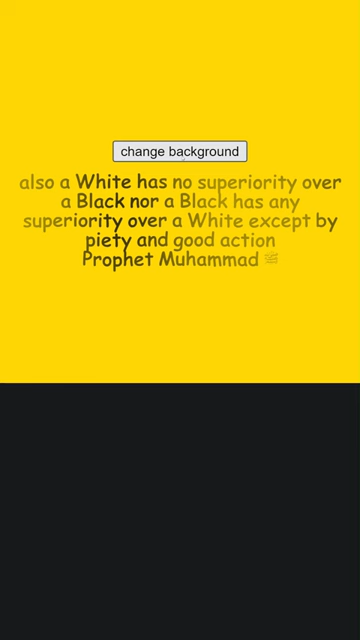 change background
also a White has no superiority over
a Black nor a Black has any
superiority over a White except by
piety and good action
Prophet Muhammad ﷺ